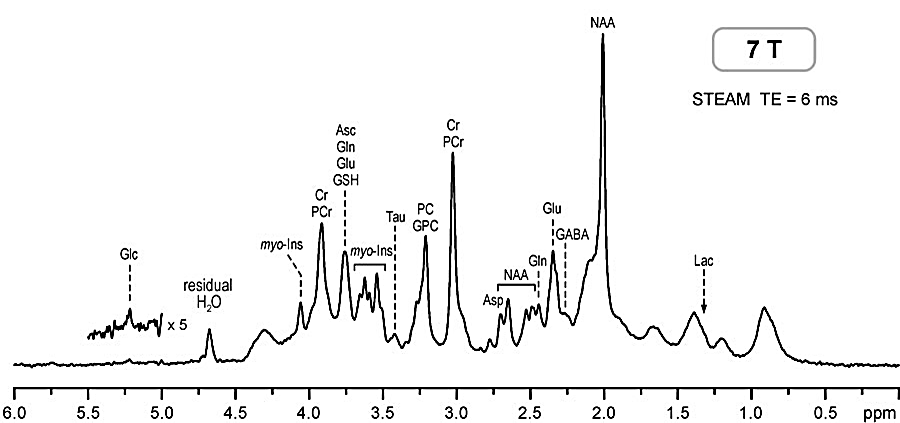 NAA
7 T
STEAM TE = 6 ms
Asc
Gln
Glu
GSH
Cr
PCr
Cr
PCr
Tau
PC
GPC
Glu
GABA
myo-Ins
myo-Ins
Glc
Gln
Lac
NAA
residual
H2O
Asp
x 5
6.0 5.5 5.0 4.5 4.0 3.5 3.0 2.5 2.0 1.5 1.0 0.5 ppm